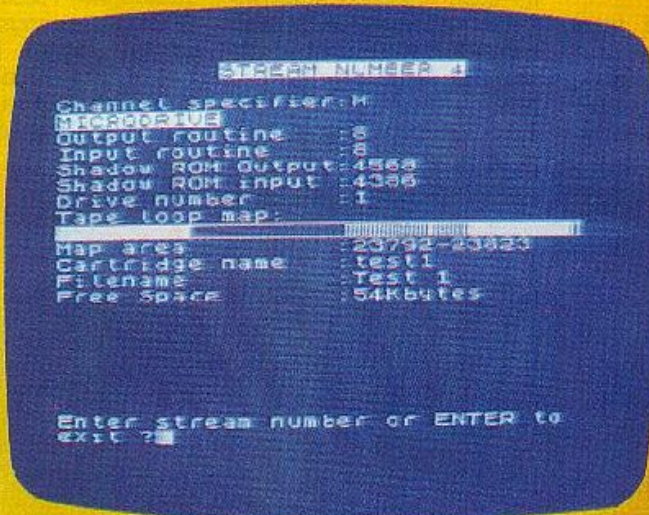 STREAM NUMBER 4
Channel specifier:M
MICRODRIVE
Output routine :8
Input routine :8
Shadow ROM Output:4568
Shadow ROM input :4386
Drive number :1
Tape loop map:
Map area :23792-23823
Cartridge name :test1
Filename :Test 1
Free Space :54Kbytes
Enter stream number or ENTER to
exit ?